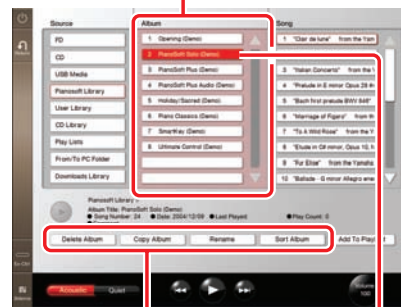 Source
Album
Song
FD
CD
USB Media
Pianosoft Library
User Library
CD Library
Play Lists
From/To PC Folder
Downloads Library
1 Opening (Demo)
2 PianoSoft Solo (Demo)
3 PianoSoft Plus (Demo)
4 PianoSoft Plus Audio (Demo)
5 Holiday/Sacred (Demo)
6 Piano Classics (Demo)
7 SmartKey (Demo)
8 Ultimate Control (Demo)
1 "Clair de lune" from the Yam
3 "Italian Concerto" from the
4 "Prelude in E minor Opus 28 th
5 "Bach first prelude BWV 846"
6 "Marriage of Figaro" from th
7 "To A Wild Rose" from the Y
8 "Etude in C# minor, Opus 10,
9 "Fur Elise" from the Yamaha
10 "Ballade - G minor Allegro ene
Pianosoft Library >
Album Title: PianoSoft Solo (Demo)
● Song Number: 24 ● Date: 2004/12/09 ● Last Played: ● Play Count: 0
Delete Album
Copy Album
Rename
Sort Album
Add To Playlist
Acoustic
Quiet
Volume
100